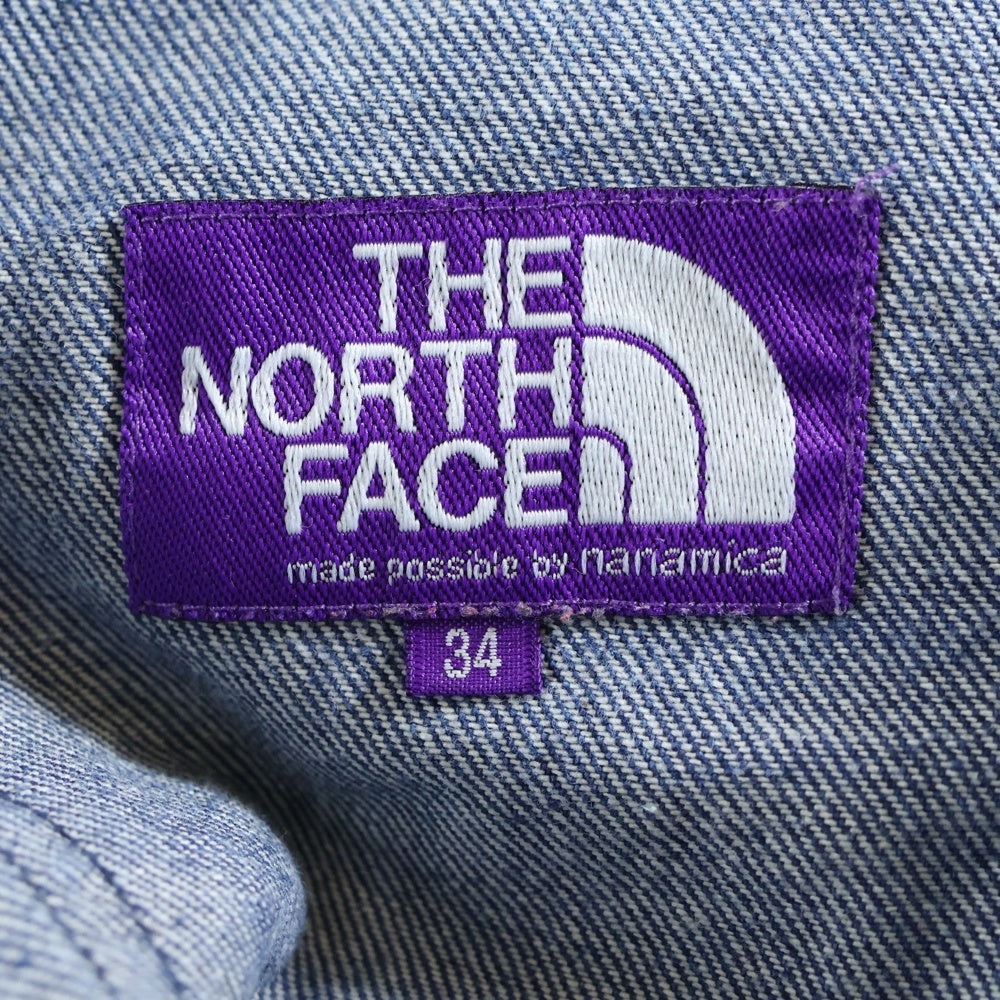 THE
NORTH
FACE
made possible by nanamica
34